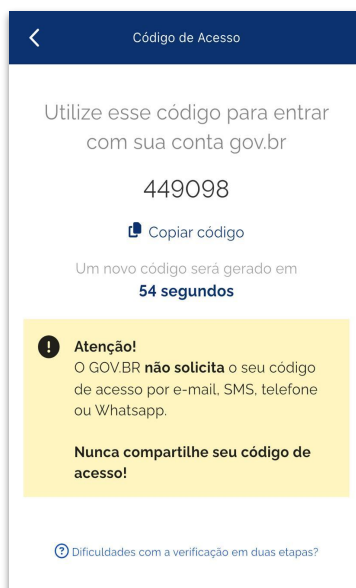 Código de Acesso
Utilize esse código para entrar
com sua conta gov.br
449098
Copiar código
Um novo código será gerado em
54 segundos
Atenção!
O GOV.BR não solicita o seu código
de acesso por e-mail, SMS, telefone
ou Whatsapp.
Nunca compartilhe seu código de
acesso!
Dificuldades com a verificação em duas etapas?